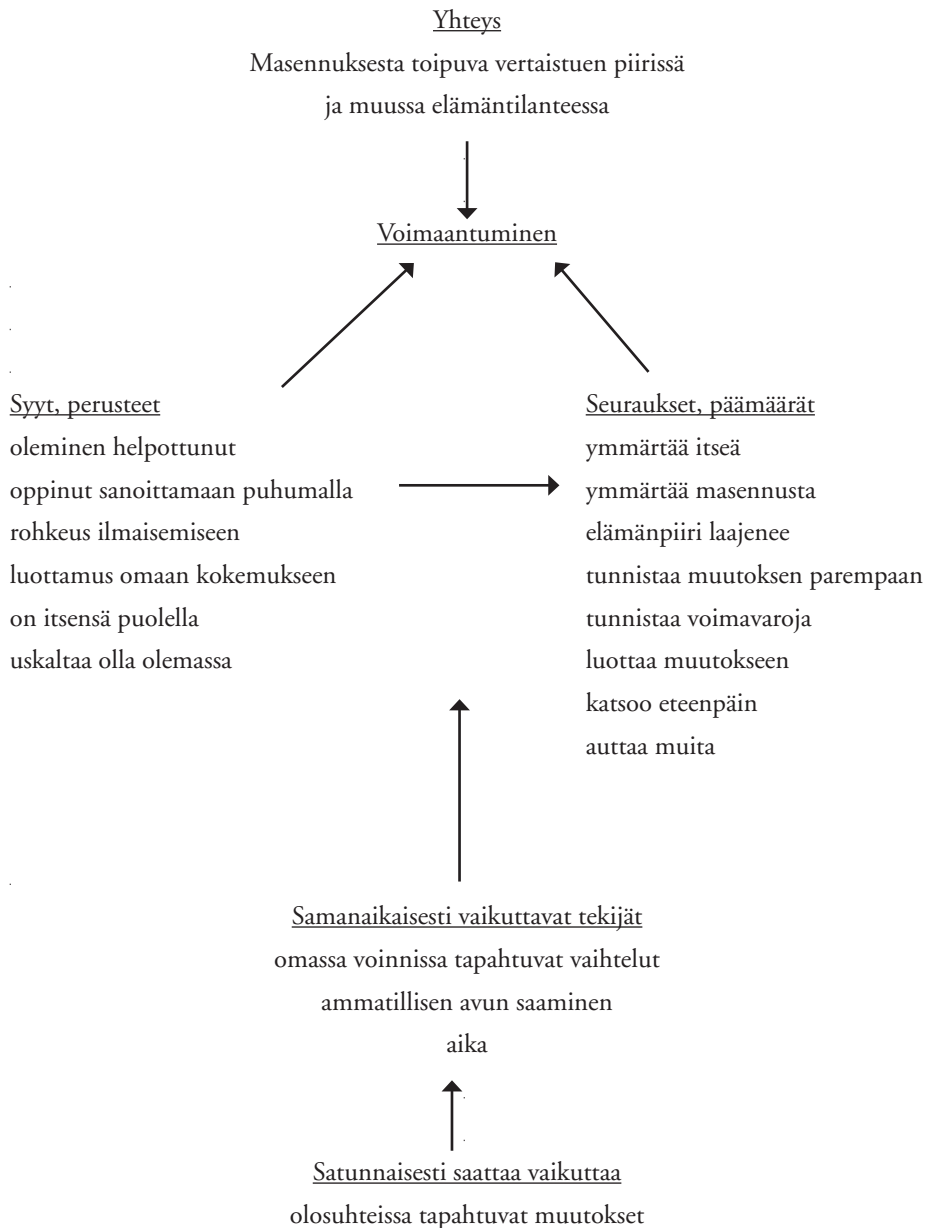 Yhteys
Masennuksesta toipuva vertaistuen piirissä
ja muussa elämäntilanteessa
Voimaantuminen
Syyt, perusteet
oleminen helpottunut
oppinut sanoittamaan puhumalla
rohkeus ilmaisemiseen
luottamus omaan kokemukseen
on itsensä puolella
uskaltaa olla olemassa
Seuraukset, päämäärät
ymmärtää itseä
ymmärtää masennusta
elämänpiiri laajenee
tunnistaa muutoksen parempaan
tunnistaa voimavaroja
luottaa muutokseen
katsoo eteenpäin
auttaa muita
Samanaikaisesti vaikuttavat tekijät
omassa voinnissa tapahtuvat vaihtelut
ammatillisen avun saaminen
aika
Satunnaisesti saattaa vaikuttaa
olosuhteissa tapahtuvat muutokset